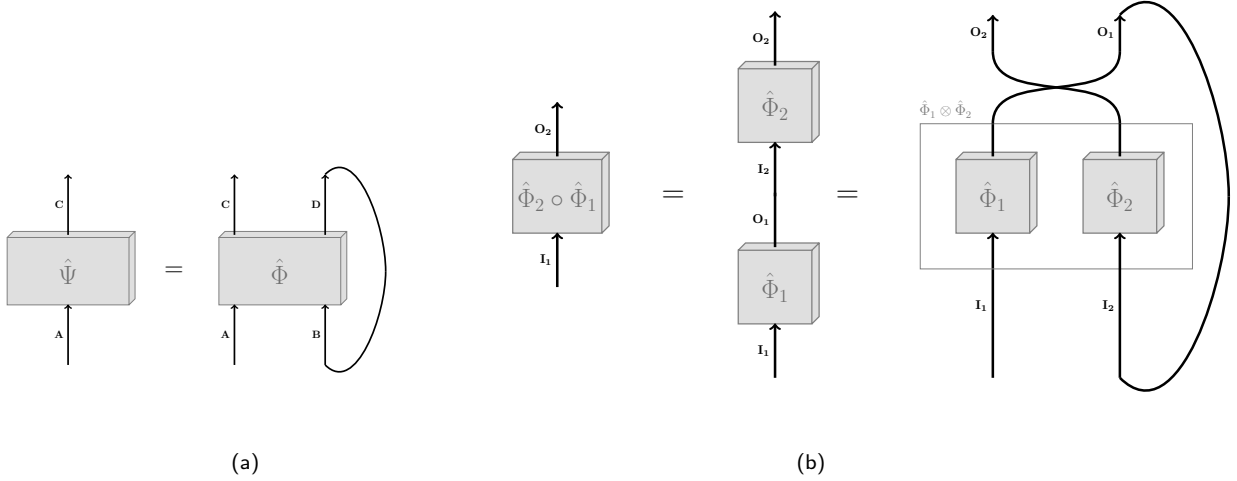 C
Ψ̂
A
=
C D
Φ̂
A B
(a)
O₂
Φ̂₂ ∘ Φ̂₁
I₁
=
O₂
Φ̂₂
I₂
O₁
Φ̂₁
I₁
=
O₂ O₁
Φ̂₁ ⊗ Φ̂₂
Φ̂₁ Φ̂₂
I₁ I₂
(b)